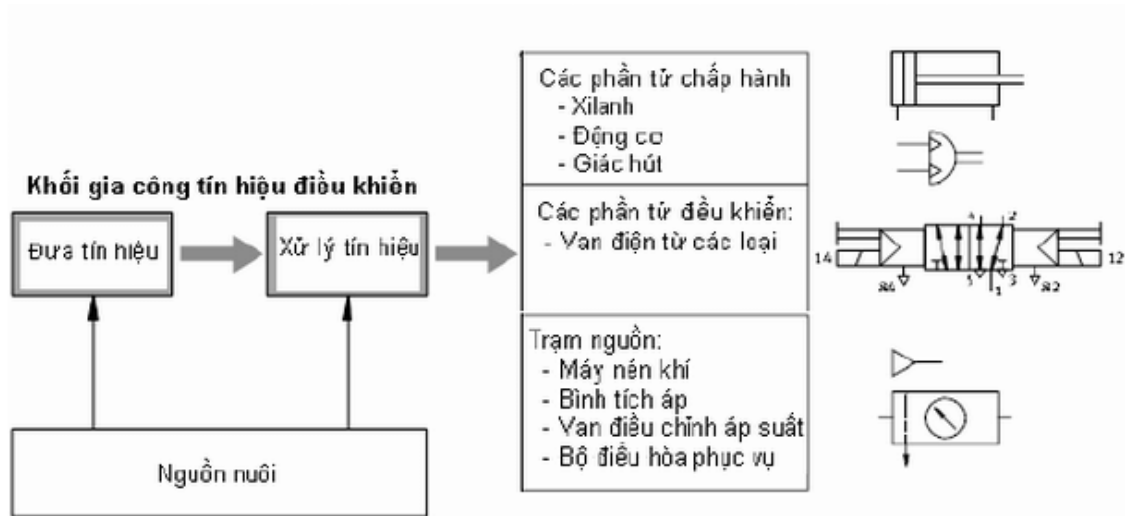 Các phần tử chấp hành
- Xilanh
- Động cơ
- Giác hút
Khối gia công tín hiệu điều khiển
Đưa tín hiệu
Xử lý tín hiệu
Các phần tử đều khiển:
- Van điện từ các loại
14
84
4
2
5
1
3
82
12
Trạm nguồn:
- Máy nén khí
- Bình tích áp
- Van điều chỉnh áp suất
- Bộ điều hòa phục vụ
Nguồn nuôi